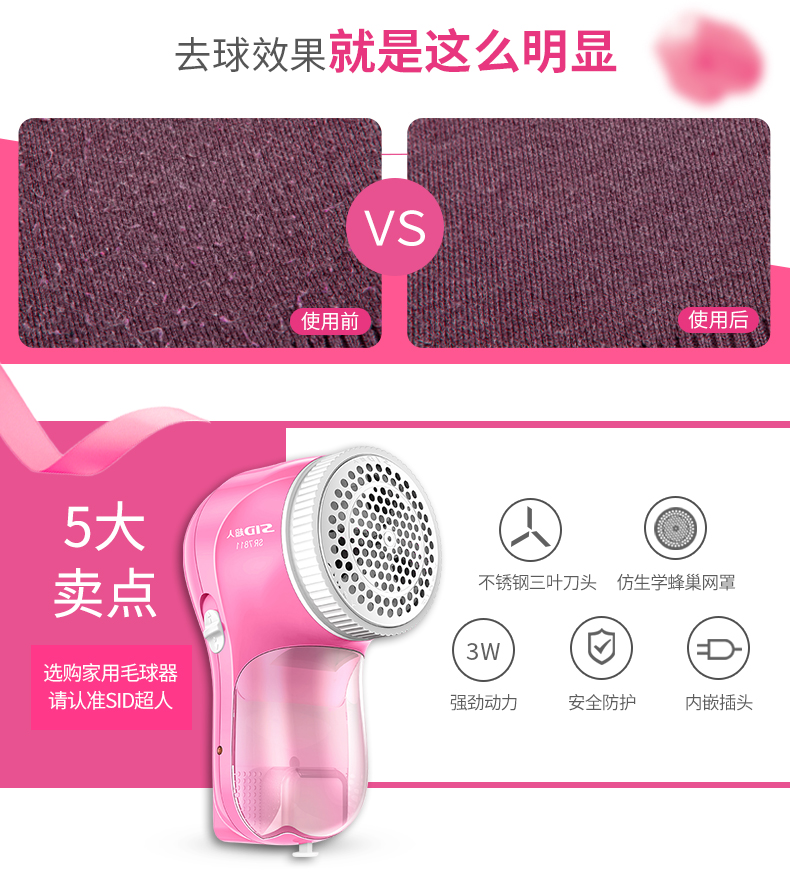 去球效果就是这么明显
VS
使用前
使用后
5大
卖点
选购家用毛球器
请认准SID超人
SID超人
SR7811
不锈钢三叶刀头
仿生学蜂巢网罩
3W
强劲动力
安全防护
内嵌插头